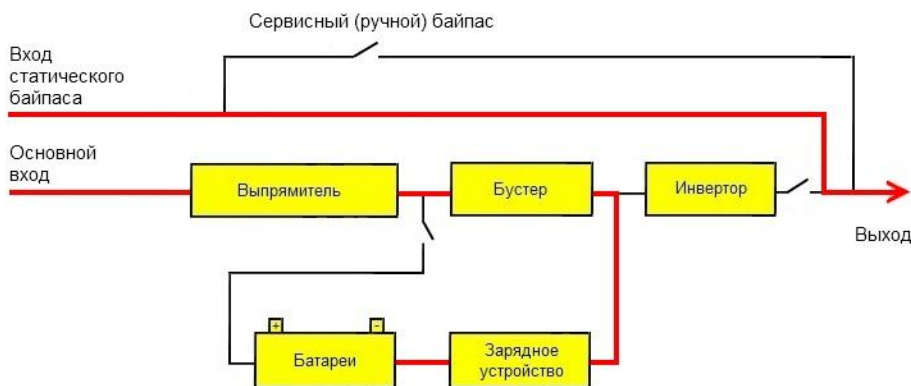 Сервисный (ручной) байпас
Вход
статического
байпаса
Основной
вход
Выпрямитель
Бустер
Инвертор
Выход
+
-
Батареи
Зарядное
устройство